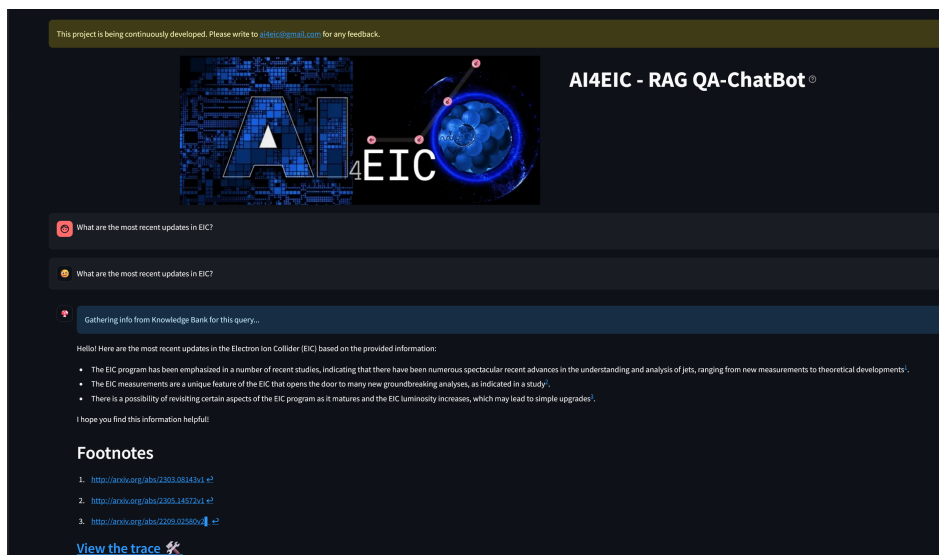 This project is being continuously developed. Please write to ai4eic@gmail.com for any feedback.
AI4EIC
AI4EIC - RAG QA-ChatBot
What are the most recent updates in EIC?
What are the most recent updates in EIC?
Gathering info from Knowledge Bank for this query...
Hello! Here are the most recent updates in the Electron Ion Collider (EIC) based on the provided information:
• The EIC program has been emphasized in a number of recent studies, indicating that there have been numerous spectacular recent advances in the understanding and analysis of jets, ranging from new measurements to theoretical developments¹.
• The EIC measurements are a unique feature of the EIC that opens the door to many new groundbreaking analyses, as indicated in a study².
• There is a possibility of revisiting certain aspects of the EIC program as it matures and the EIC luminosity increases, which may lead to simple upgrades³.
I hope you find this information helpful!
Footnotes
1. http://arxiv.org/abs/2303.08143v1 ↩
2. http://arxiv.org/abs/2305.14572v1 ↩
3. http://arxiv.org/abs/2209.02580v2 ↩
View the trace 🛠